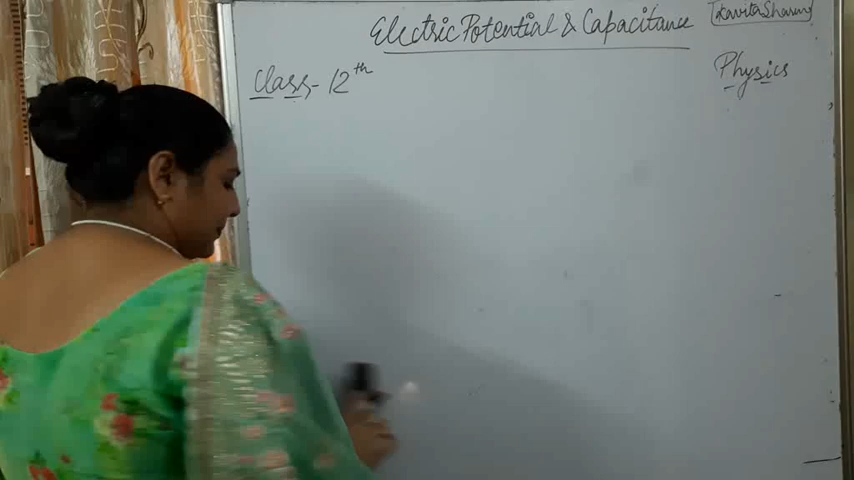 Electric Potential & Capacitance
Kavita Sharma
Class - 12th
Physics